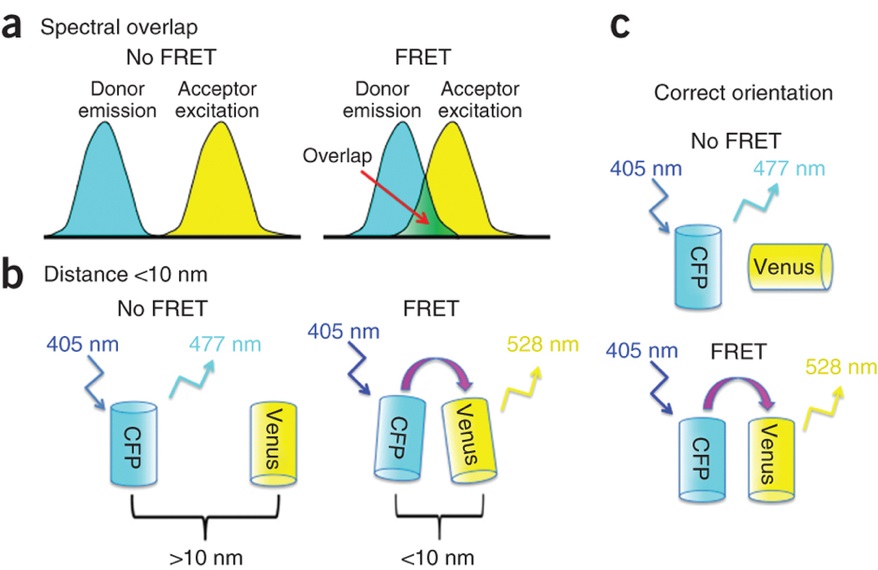 a
Spectral overlap
No FRET
Donor
emission
Acceptor
excitation
FRET
Donor
emission
Acceptor
excitation
Overlap
b
Distance <10 nm
No FRET
405 nm
477 nm
CFP
Venus
>10 nm
FRET
405 nm
528 nm
CFP
Venus
<10 nm
c
Correct orientation
No FRET
405 nm
477 nm
CFP
Venus
405 nm
FRET
528 nm
CFP
Venus